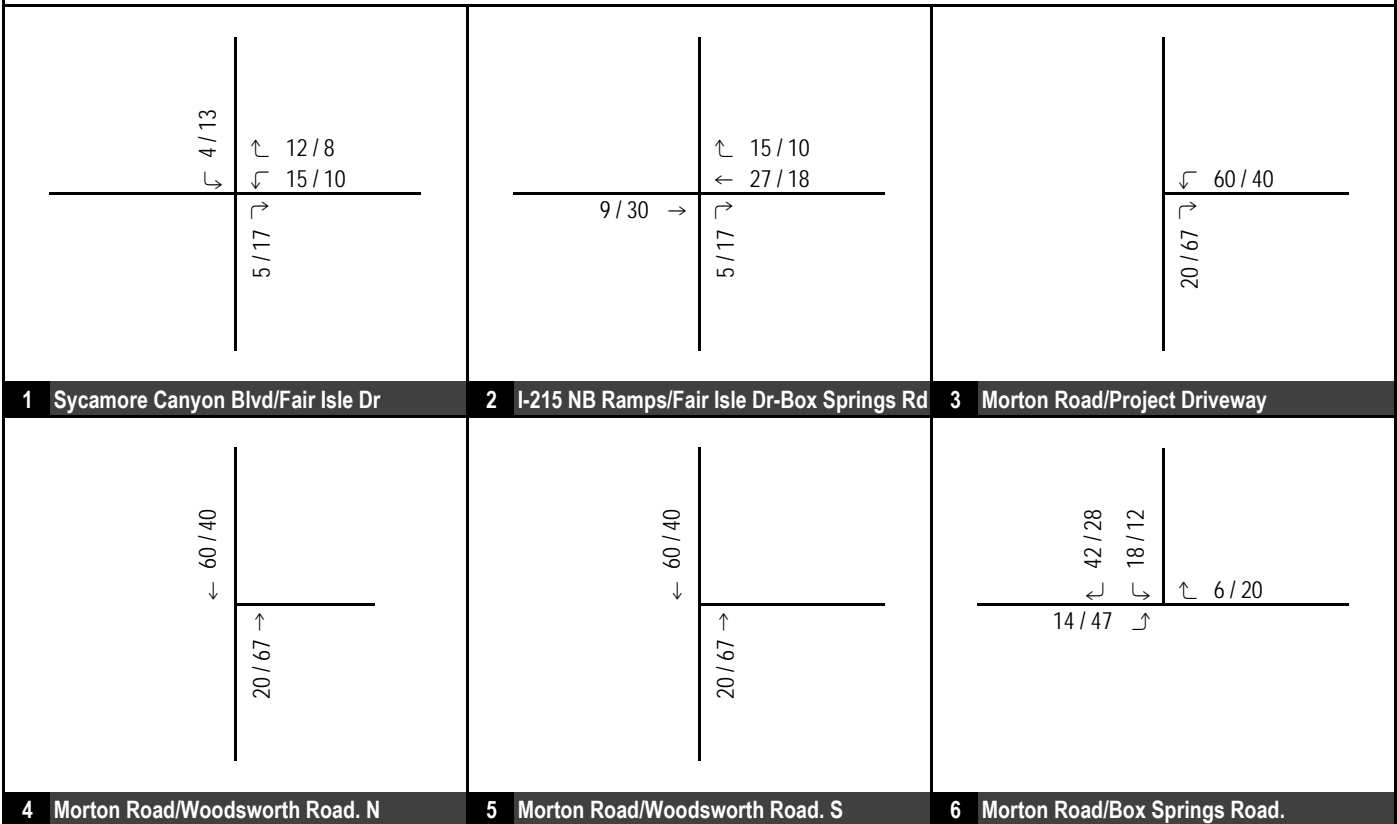 4 / 13
12 / 8
15 / 10
5 / 17
1 Sycamore Canyon Blvd/Fair Isle Dr
15 / 10
27 / 18
9 / 30
5 / 17
2 I-215 NB Ramps/Fair Isle Dr-Box Springs Rd
60 / 40
20 / 67
3 Morton Road/Project Driveway
60 / 40
20 / 67
4 Morton Road/Woodsworth Road. N
60 / 40
20 / 67
5 Morton Road/Woodsworth Road. S
42 / 28
18 / 12
6 / 20
14 / 47
6 Morton Road/Box Springs Road.